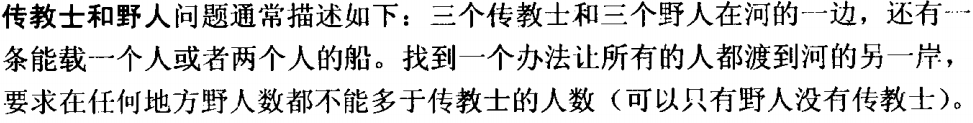 传教士和野人问题通常描述如下：三个传教士和三个野人在河的一边，还有一
条能载一个人或者两个人的船。找到一个办法让所有的人都渡到河的另一岸，
要求在任何地方野人数都不能多于传教士的人数（可以只有野人没有传教士）。